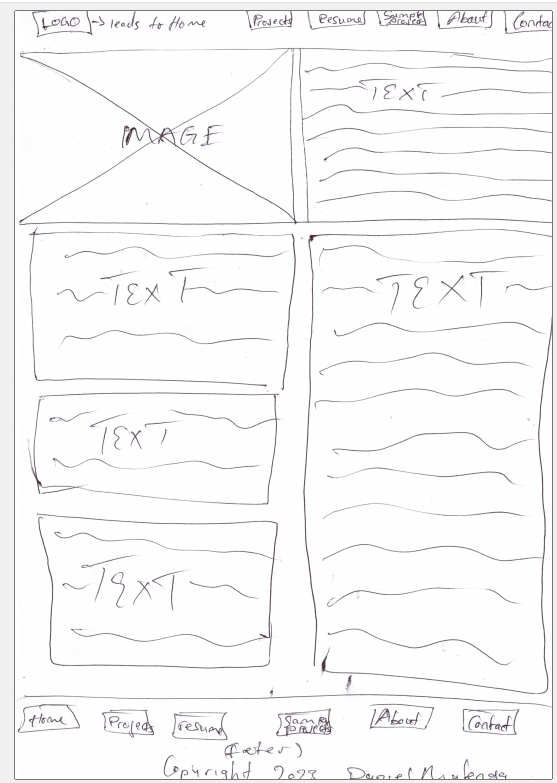 LOGO -> leads to Home Projects Resume Sample Projects About Contac
IMAGE
TEXT
TEXT
TEXT
TEXT
TEXT
Home Projects resume Sample Projects About Contact
(Footer)
Copyright 2023 Daniel